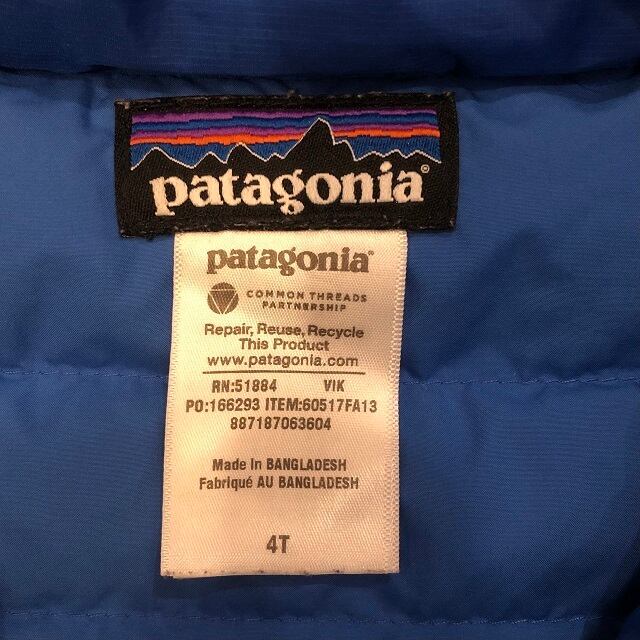 patagonia®
patagonia®
COMMON THREADS
PARTNERSHIP
Repair, Reuse, Recycle
This Product
www.patagonia.com
RN:51884 VIK
PO:166293 ITEM:60517FA13
887187063604
Made in BANGLADESH
Fabriqué AU BANGLADESH
4T